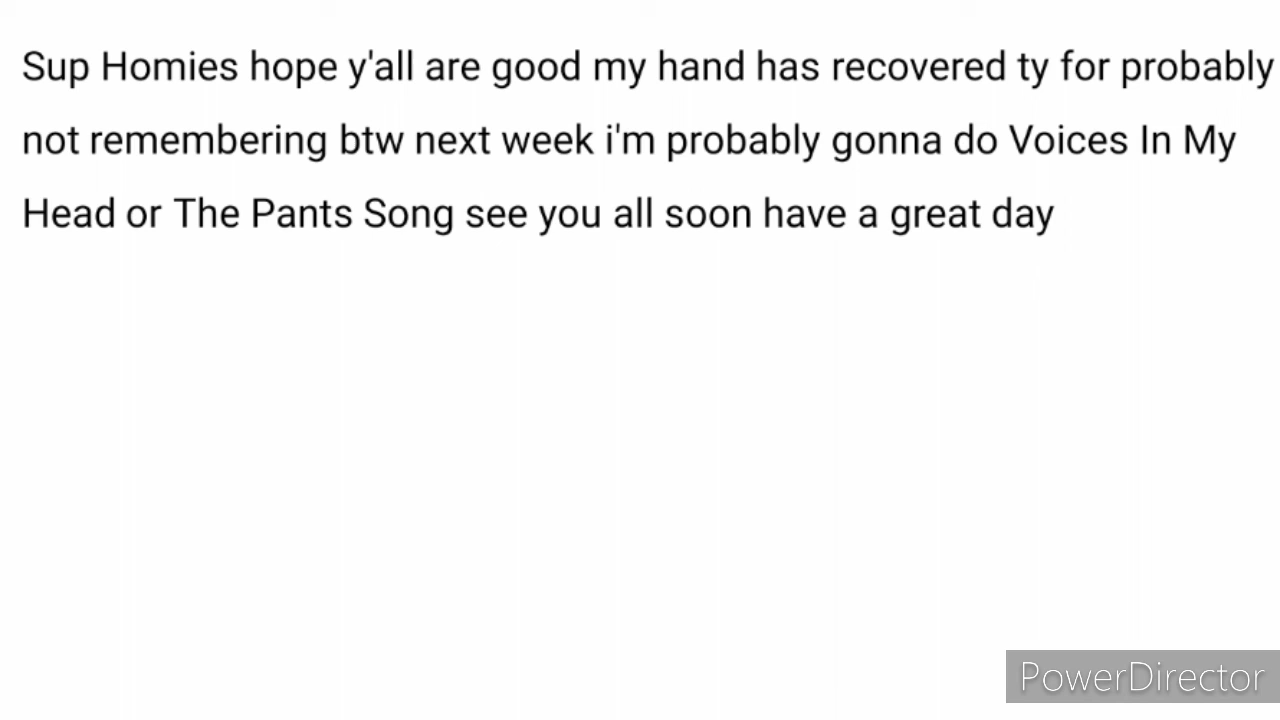 Sup Homies hope y'all are good my hand has recovered ty for probably
not remembering btw next week i'm probably gonna do Voices In My
Head or The Pants Song see you all soon have a great day
PowerDirector